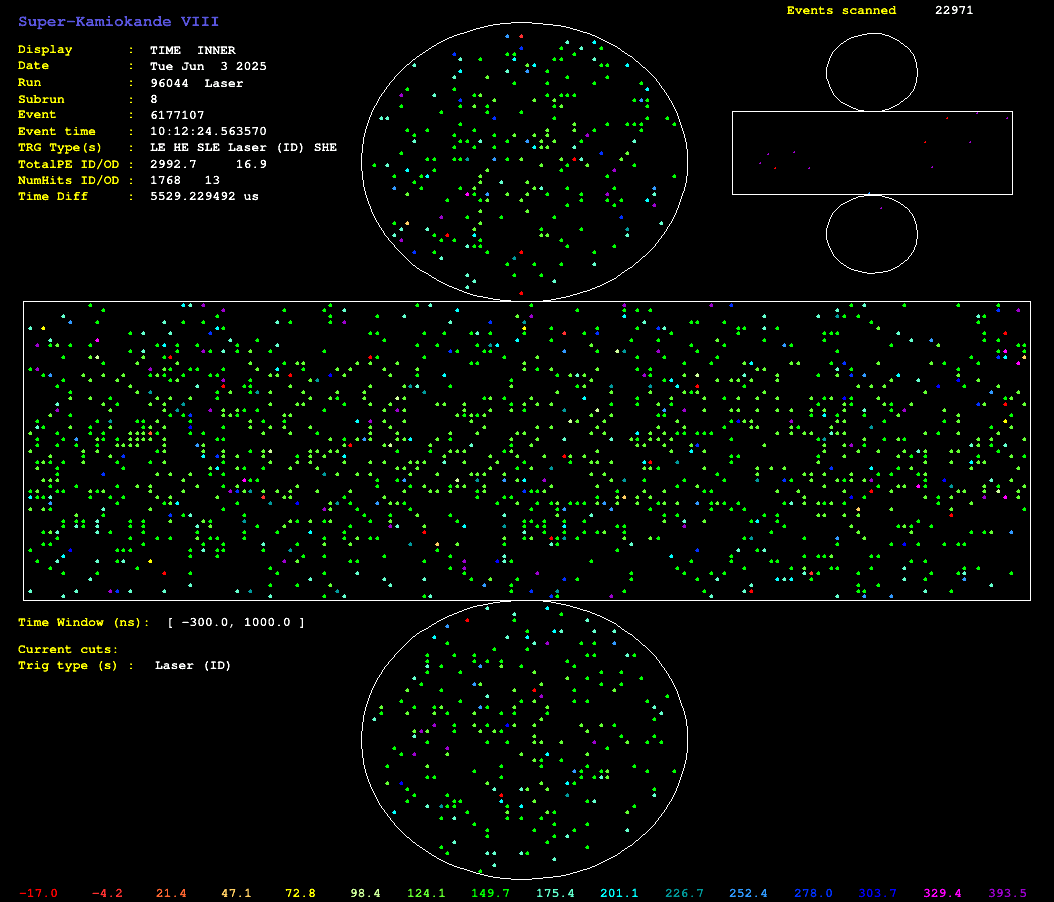 Super-Kamiokande VIII
Events scanned 22971
Display : TIME INNER
Date : Tue Jun 3 2025
Run : 96044 Laser
Subrun : 8
Event : 6177107
Event time : 10:12:24.563570
TRG Type(s) : LE HE SLE Laser (ID) SHE
TotalPE ID/OD : 2992.7 16.9
NumHits ID/OD : 1768 13
Time Diff : 5529.229492 us
Time Window (ns): [ -300.0, 1000.0 ]
Current cuts:
Trig type (s) : Laser (ID)
-17.0 -4.2 21.4 47.1 72.8 98.4 124.1 149.7 175.4 201.1 226.7 252.4 278.0 303.7 329.4 393.5